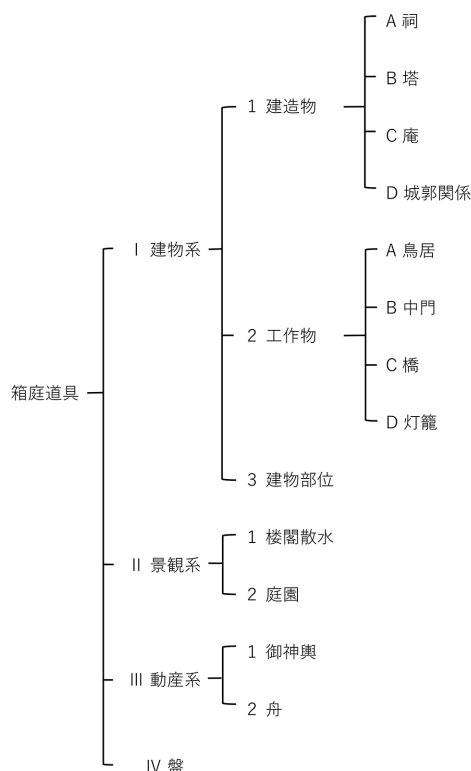 箱庭道具
I 建物系
1 建造物
A 祠
B 塔
C 庵
D 城郭関係
2 工作物
A 鳥居
B 中門
C 橋
D 灯籠
3 建物部位
II 景観系
1 楼閣散水
2 庭園
III 動産系
1 御神輿
2 舟
IV 盤